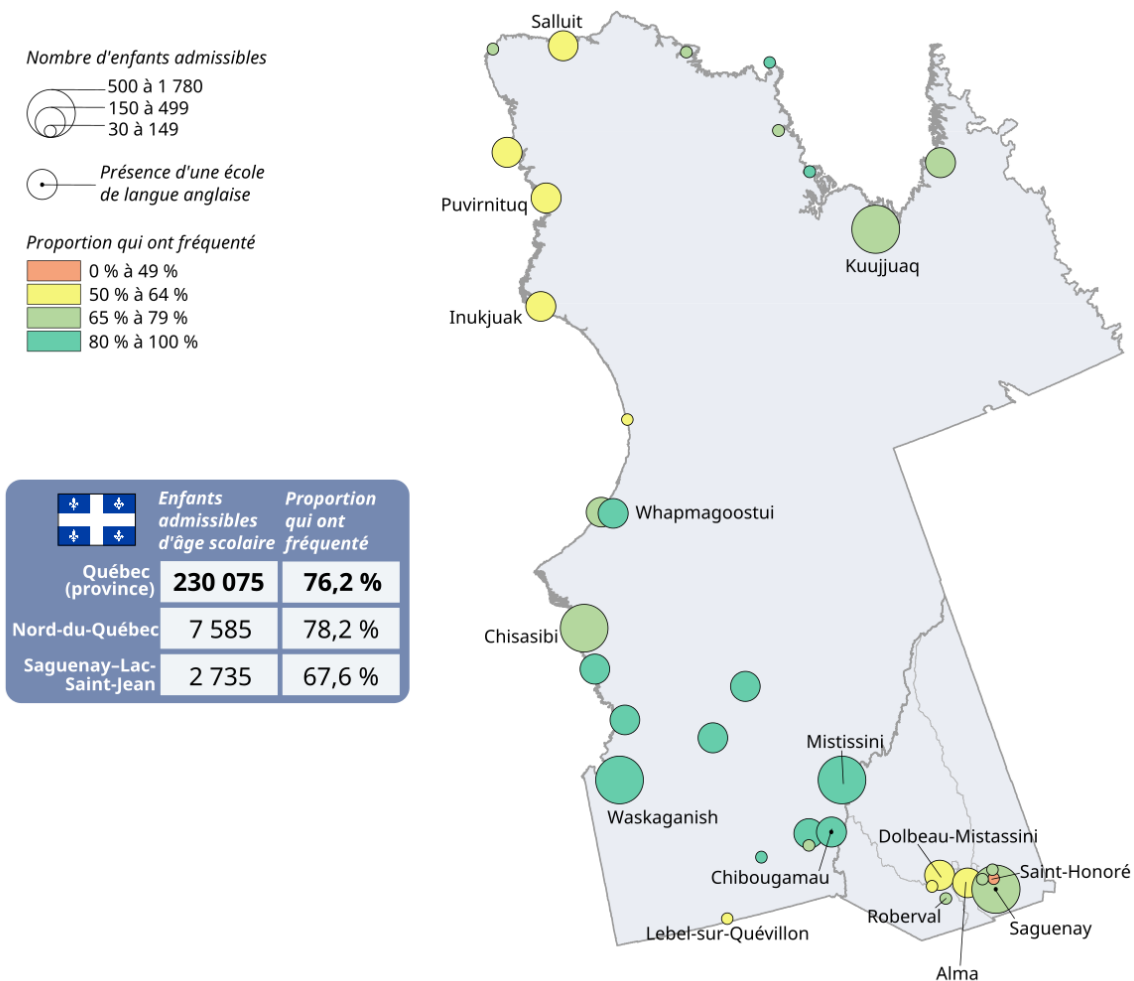 Nombre d'enfants admissibles
500 à 1 780
150 à 499
30 à 149
Présence d'une école
de langue anglaise
Proportion qui ont fréquenté
0 % à 49 %
50 % à 64 %
65 % à 79 %
80 % à 100 %
Enfants
admissibles
d'âge scolaire
Proportion
qui ont
fréquenté
Québec
(province)
230 075
76,2 %
Nord-du-Québec
7 585
78,2 %
Saguenay–Lac-
Saint-Jean
2 735
67,6 %
Salluit
Puvirnituq
Kuujjuaq
Inukjuak
Whapmagoostui
Chisasibi
Mistissini
Waskaganish
Dolbeau-Mistassini
Chibougamau
Saint-Honoré
Roberval
Saguenay
Lebel-sur-Quévillon
Alma